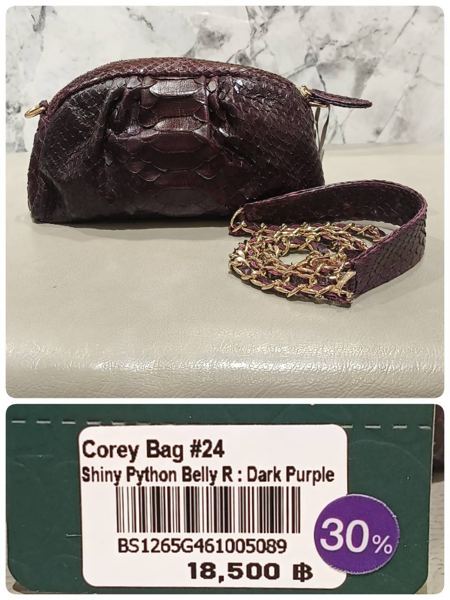 Corey Bag #24
Shiny Python Belly R : Dark Purple
BS1265G461005089
18,500 ฿
30%